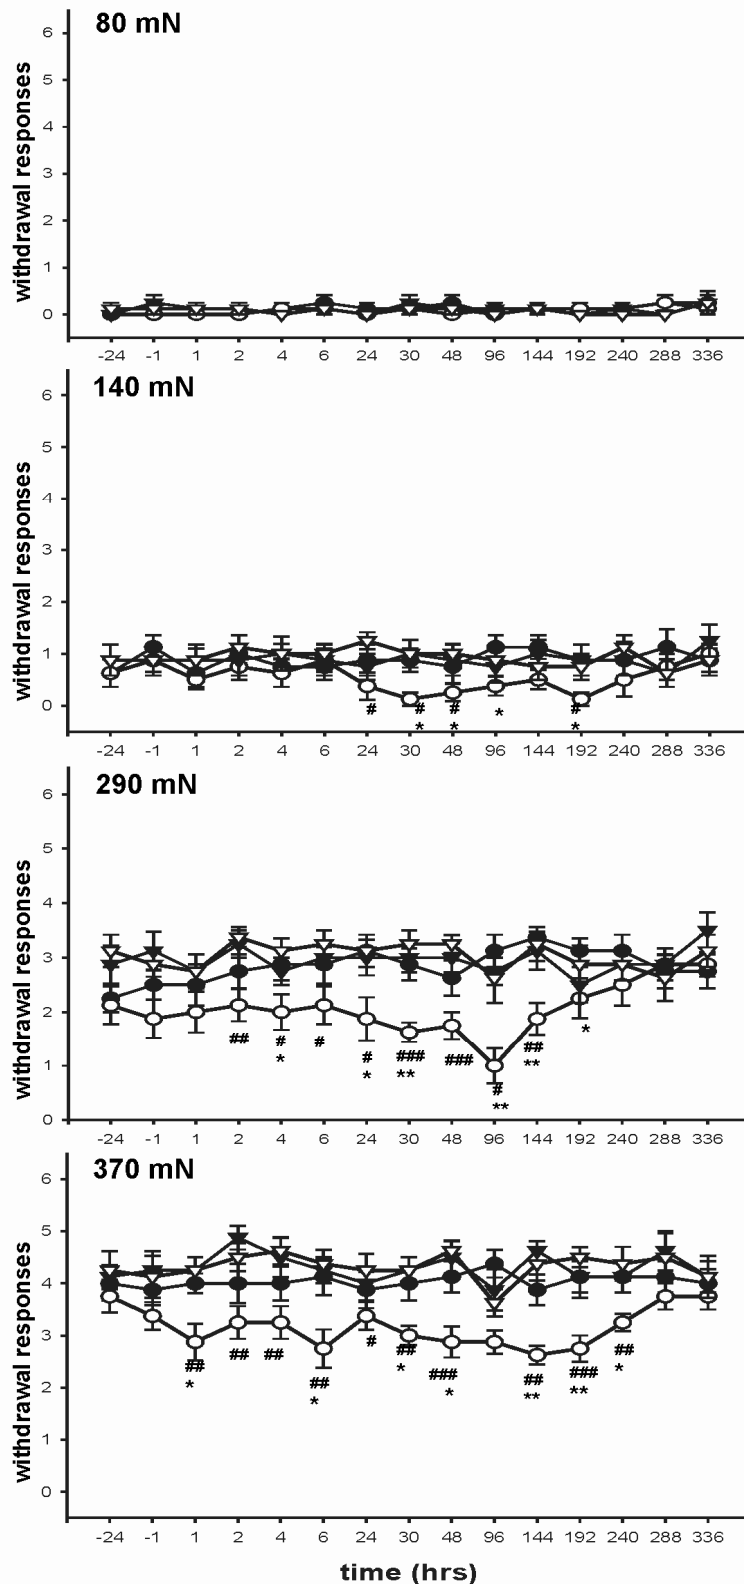 80 mN
withdrawal responses
6
5
4
3
2
1
0
-24 -1 1 2 4 6 24 30 48 96 144 192 240 288 336
140 mN
withdrawal responses
6
5
4
3
2
1
0
# # # #
* * * *
-24 -1 1 2 4 6 24 30 48 96 144 192 240 288 336
290 mN
withdrawal responses
6
5
4
3
2
1
0
## # # # ### ### ## *
* * ** **
#
**
-24 -1 1 2 4 6 24 30 48 96 144 192 240 288 336
370 mN
withdrawal responses
6
5
4
3
2
1
0
## ## ## # ## ##
* * *
## ### ## ###
* * ** **
-24 -1 1 2 4 6 24 30 48 96 144 192 240 288 336
time (hrs)